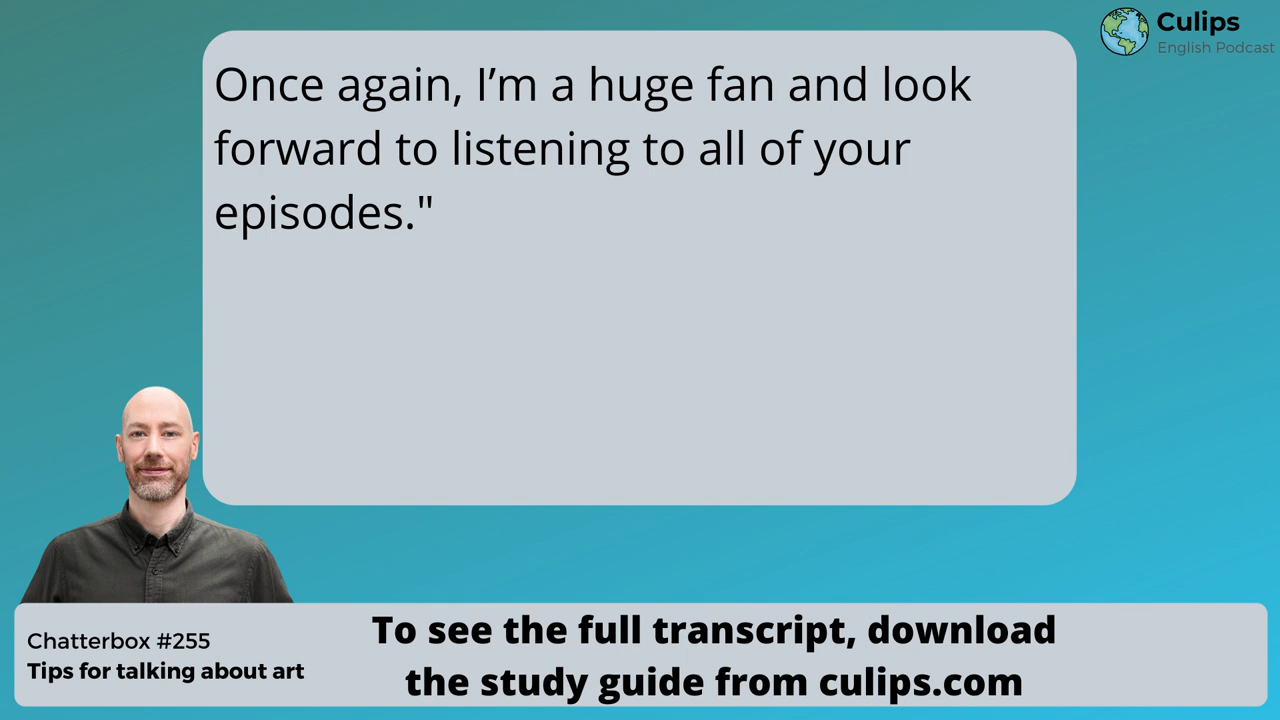 Culips
English Podcast
Once again, I’m a huge fan and look
forward to listening to all of your
episodes."
Chatterbox #255
Tips for talking about art
To see the full transcript, download
the study guide from culips.com